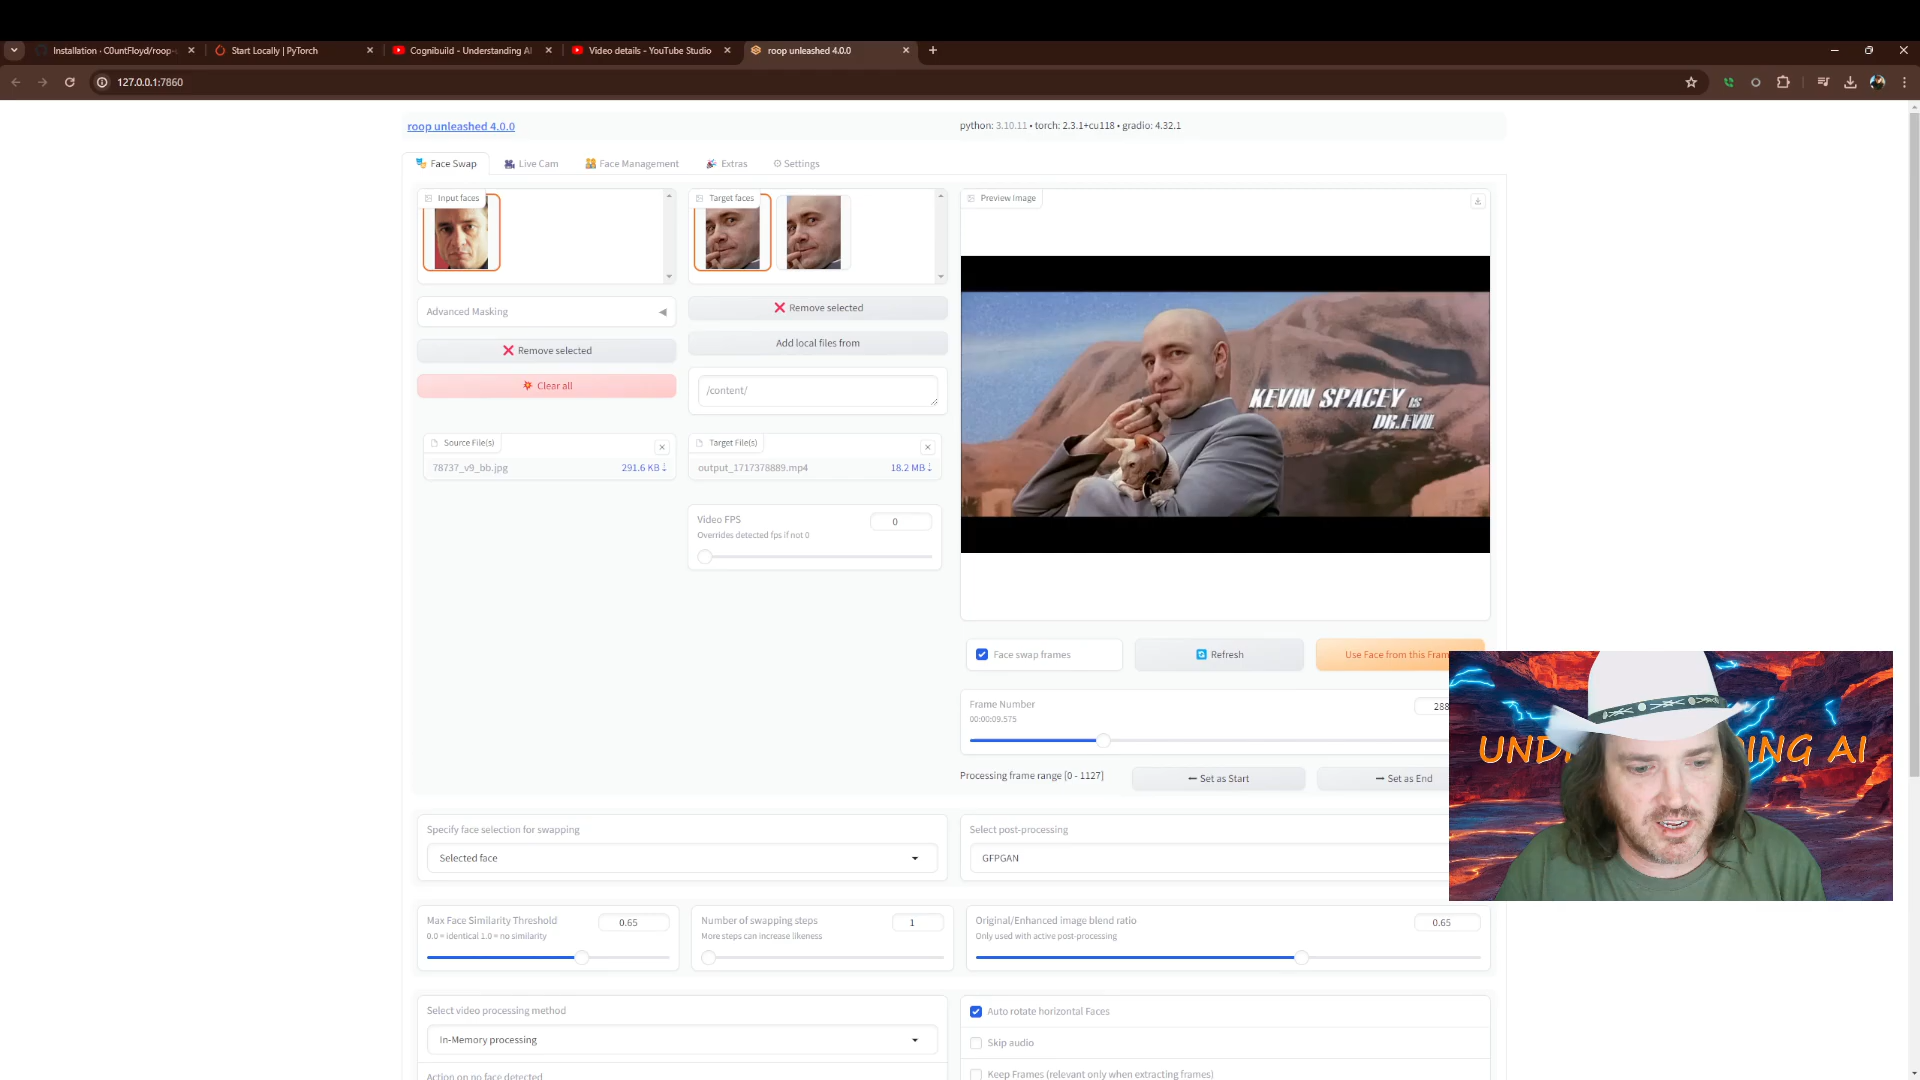 Installation · C0untFloyd/roop-
Start Locally | PyTorch
Cognibuild - Understanding AI
Video details - YouTube Studio
roop unleashed 4.0.0
127.0.0.1:7860
roop unleashed 4.0.0
python: 3.10.11 • torch: 2.3.1+cu118 • gradio: 4.32.1
Face Swap
Live Cam
Face Management
Extras
Settings
Input faces
Target faces
Preview Image
Advanced Masking
Remove selected
Remove selected
Add local files from
Clear all
/content/
KEVIN SPACEY IS
DR. EVIL
Source File(s)
Target File(s)
78737_v9_bb.jpg
291.6 KB ↓
output_1717378889.mp4
18.2 MB ↓
Video FPS
0
Overrides detected fps if not 0
Face swap frames
Refresh
Use Face from this Fram
Frame Number
288
00:00:09.575
Processing frame range [0 - 1127]
Set as Start
Set as End
UND
ING AI
Specify face selection for swapping
Selected face
Select post-processing
GFPGAN
Max Face Similarity Threshold
0.65
0.0 = identical 1.0 = no similarity
Number of swapping steps
1
More steps can increase likeness
Original/Enhanced image blend ratio
0.65
Only used with active post-processing
Select video processing method
In-Memory processing
Action on no face detected
Auto rotate horizontal Faces
Skip audio
Keep Frames (relevant only when extracting frames)